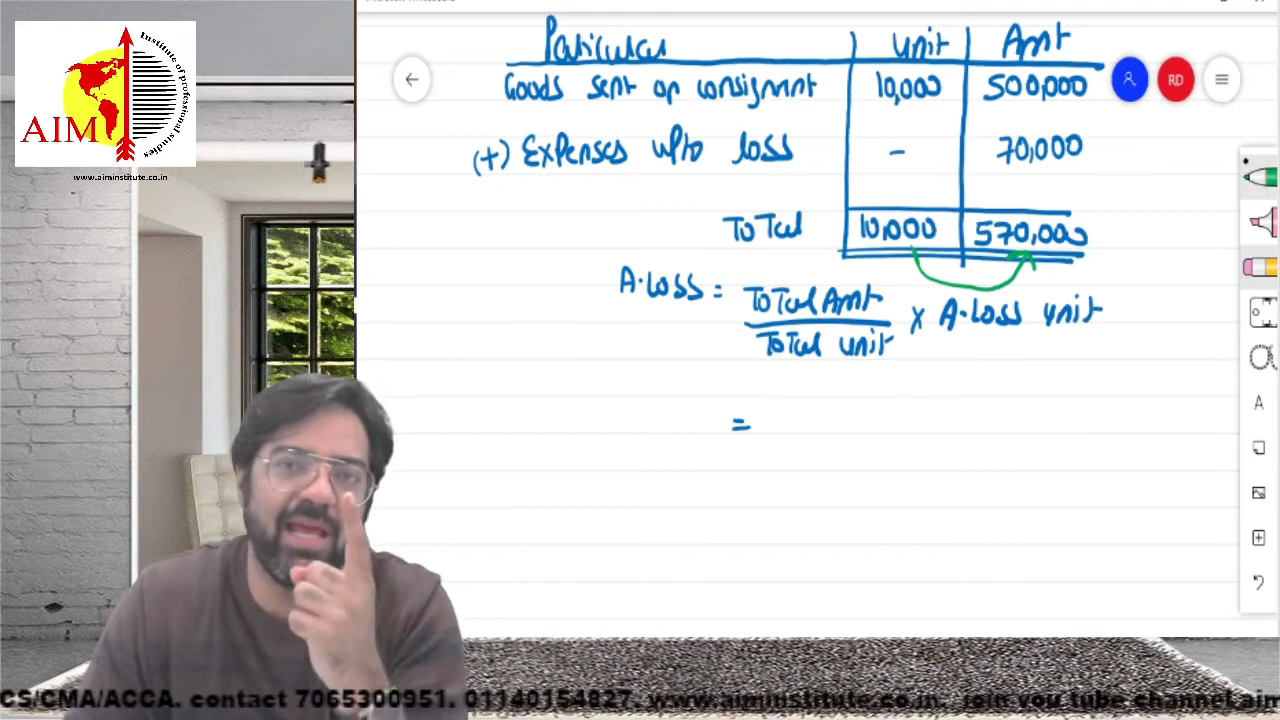 Particular unit Amt
Goods sent on consignment 10,000 500,000
(+) Expenses upto loss - 70,000
Total 10,000 570,000
A.Loss = Total Amt / Total unit x A.Loss unit
=
AIM
Institute of professional studies
www.aiminstitute.co.in
RD
A
CS/CMA/ACCA. contact 7065300951. 01140154827. www.aiminstitute.co.in. join you tube channel aim